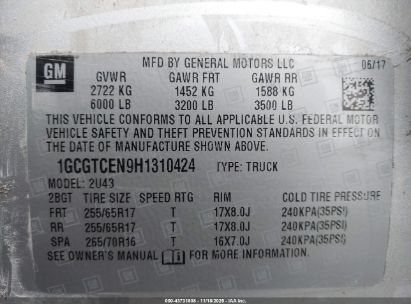 MFD BY GENERAL MOTORS LLC 05/17
GM
GVWR GAWR FRT GAWR RR
2722 KG 1452 KG 1588 KG
6000 LB 3200 LB 3500 LB
THIS VEHICLE CONFORMS TO ALL APPLICABLE U.S. FEDERAL MOTOR
VEHICLE SAFETY AND THEFT PREVENTION STANDARDS IN EFFECT ON
THE DATE OF MANUFACTURE SHOWN ABOVE.
1GCGTCEN9H1310424 TYPE: TRUCK
MODEL: 2U43
2BGT TIRE SIZE SPEED RTG RIM COLD TIRE PRESSURE
FRT 255/65R17 T 17X8.0J 240KPA(35PSI)
RR 255/65R17 T 17X8.0J 240KPA(35PSI)
SPA 265/70R16 T 16X7.0J 240KPA(35PSI)
SEE OWNER'S MANUAL FOR MORE INFORMATION.